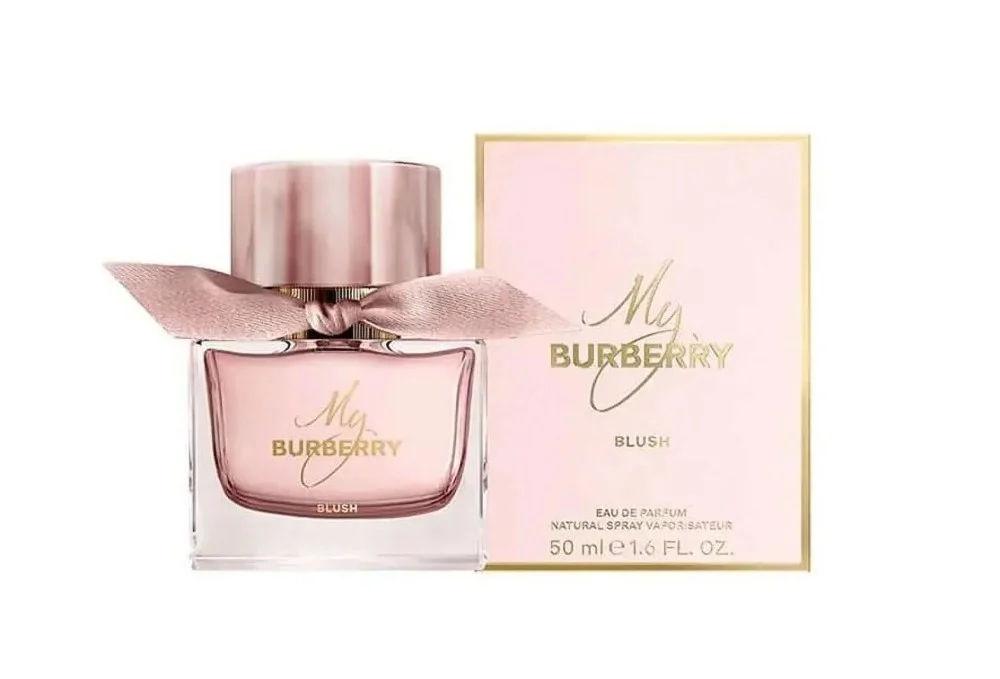 My
BURBERRY
BLUSH
My
BURBERRY
BLUSH
EAU DE PARFUM
NATURAL SPRAY VAPORISATEUR
50 ml e 1.6 FL. OZ.